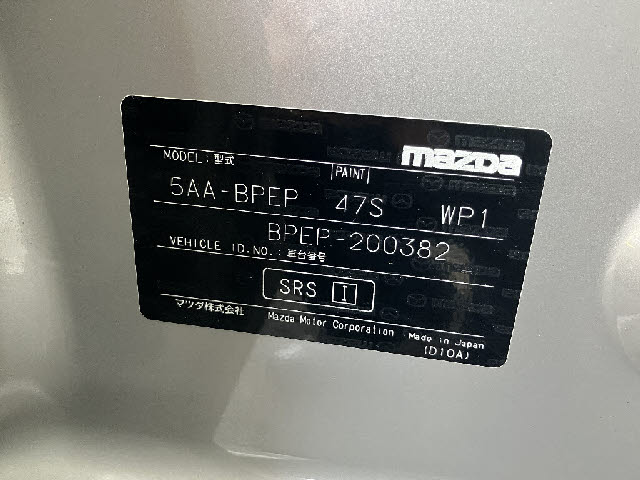 mazda
MODEL:型式 PAINT
5AA-BPEP 47S WP1
VEHICLE ID.NO.:車台番号 BPEP-200382
SRS I
マツダ株式会社 Mazda Motor Corporation Made in Japan
(D10A)